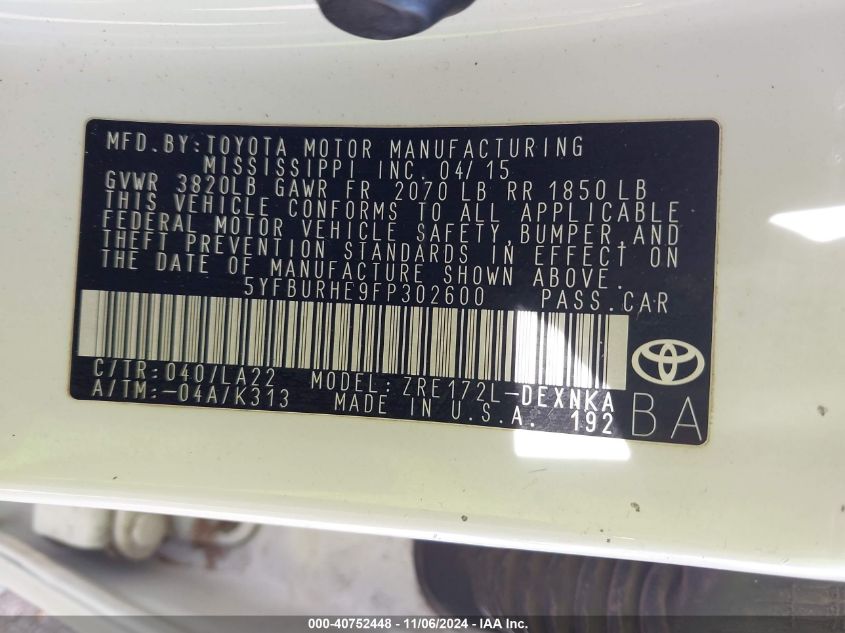 MFD.BY:TOYOTA MOTOR MANUFACTURING
MISSISSIPPI INC. 04/15
GVWR 3820LB GAWR FR 2070 LB RR 1850 LB
THIS VEHICLE CONFORMS TO ALL APPLICABLE
FEDERAL MOTOR VEHICLE SAFETY,BUMPER,AND
THEFT PREVENTION STANDARDS IN EFFECT ON
THE DATE OF MANUFACTURE SHOWN ABOVE.
5YFBURHE9FP302600 PASS.CAR
C/TR:040/LA22 MODEL:ZRE172L-DEXNKA
A/TM:-04A/K313 MADE IN U.S.A. 192
BA
000-40752448 - 11/06/2024 - IAA Inc.